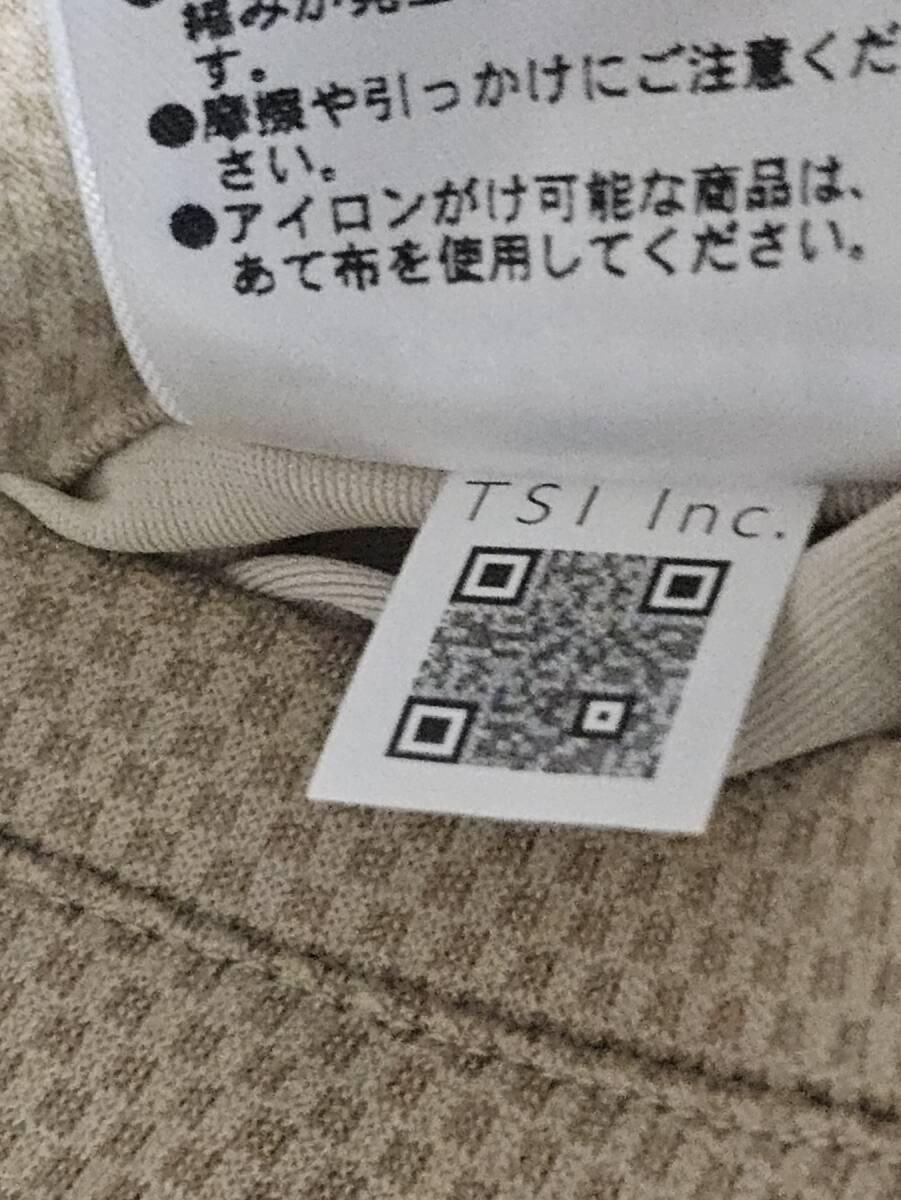 す。
●摩擦や引っかけにご注意くだ
さい。
●アイロンがけ可能な商品は、
あて布を使用してください。
TSI Inc.